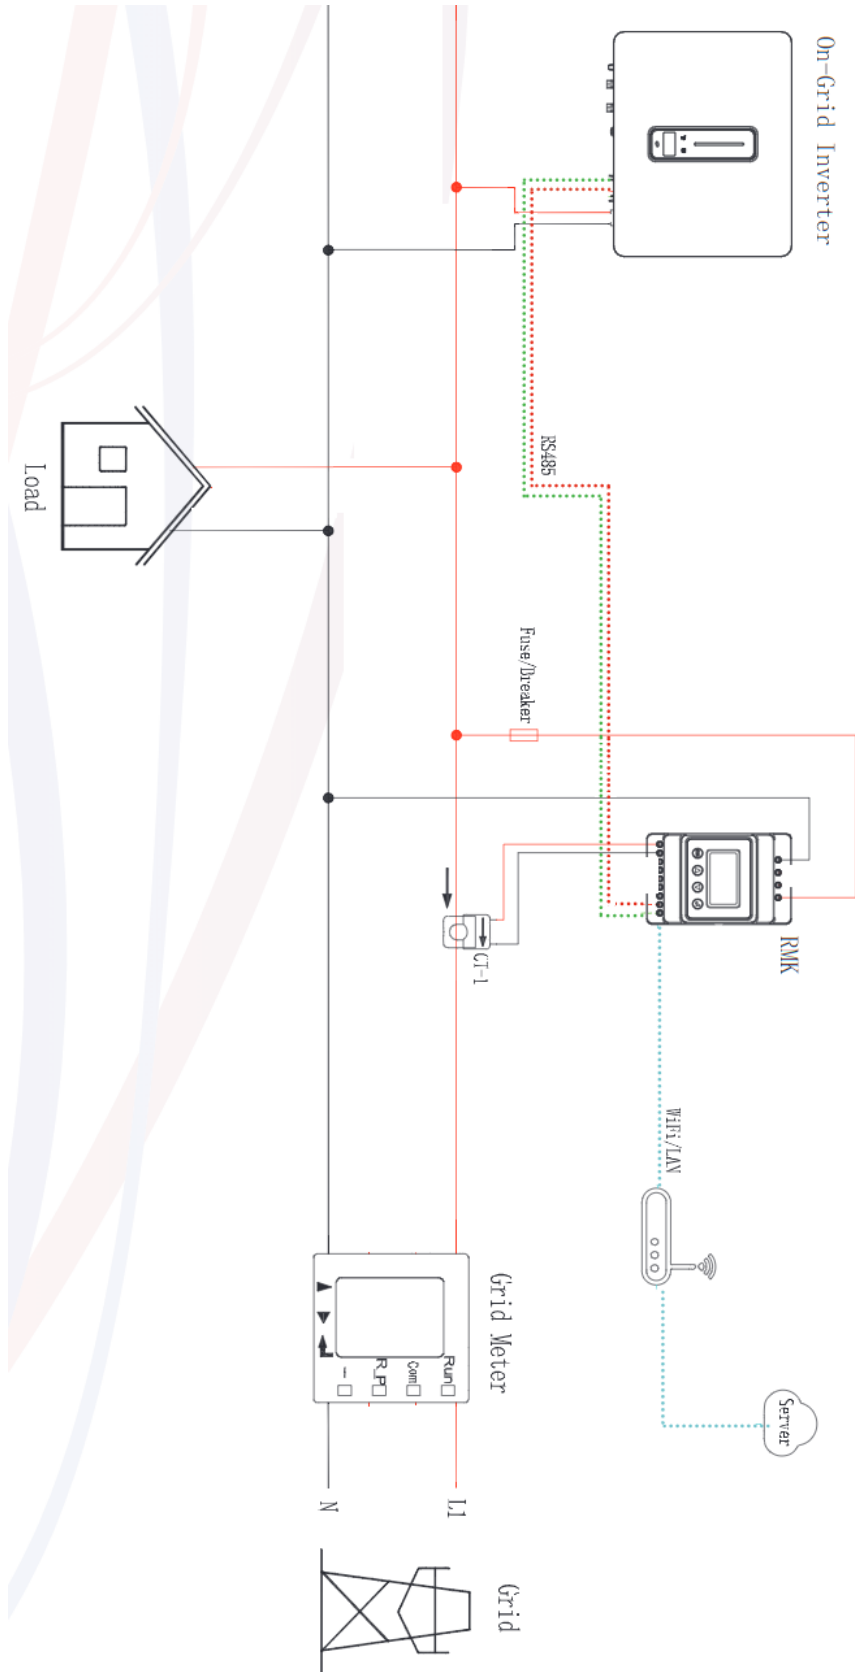 On-Grid Inverter
RS485
Load
Fuse/Breaker
RMK
CT-1
WiFi/LAN
Grid Meter
Run
Com
R_P
Server
L1
N
Grid